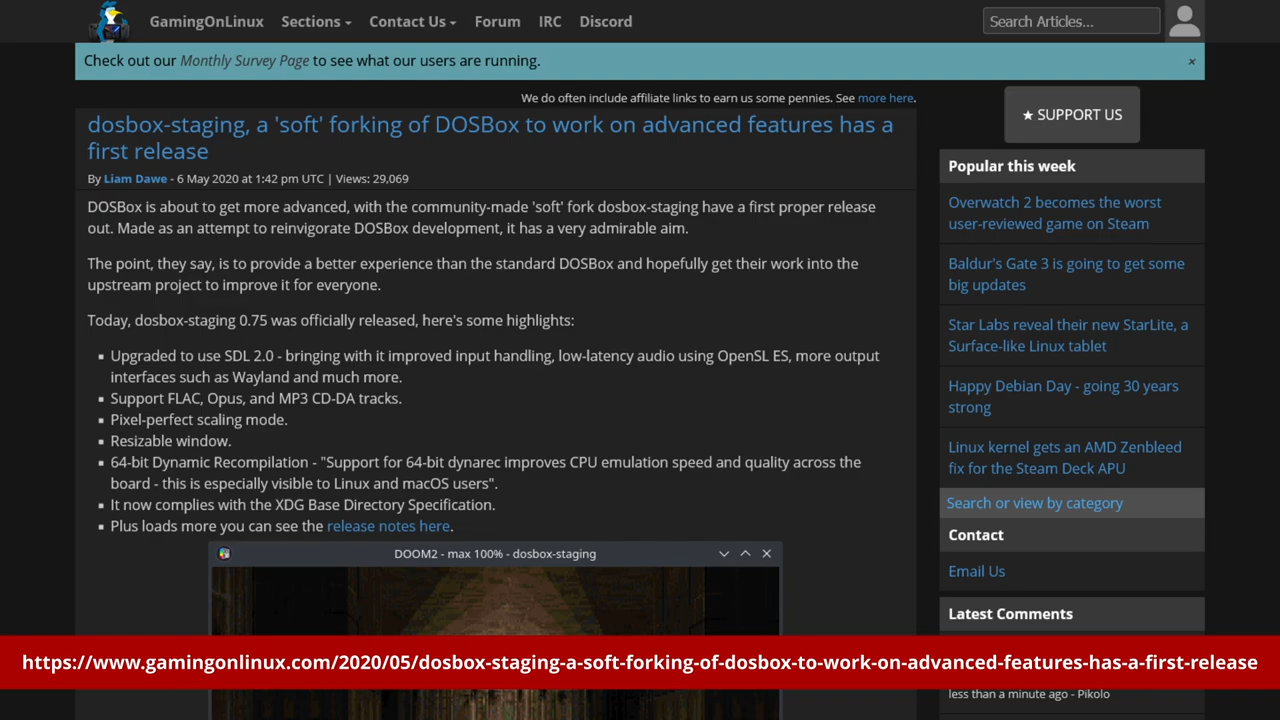 GamingOnLinux Sections Contact Us Forum IRC Discord Search Articles...
Check out our Monthly Survey Page to see what our users are running. ×
We do often include affiliate links to earn us some pennies. See more here.
dosbox-staging, a 'soft' forking of DOSBox to work on advanced features has a
first release
By Liam Dawe - 6 May 2020 at 1:42 pm UTC | Views: 29,069
DOSBox is about to get more advanced, with the community-made 'soft' fork dosbox-staging have a first proper release
out. Made as an attempt to reinvigorate DOSBox development, it has a very admirable aim.
The point, they say, is to provide a better experience than the standard DOSBox and hopefully get their work into the
upstream project to improve it for everyone.
Today, dosbox-staging 0.75 was officially released, here's some highlights:
▪ Upgraded to use SDL 2.0 - bringing with it improved input handling, low-latency audio using OpenSL ES, more output
interfaces such as Wayland and much more.
▪ Support FLAC, Opus, and MP3 CD-DA tracks.
▪ Pixel-perfect scaling mode.
▪ Resizable window.
▪ 64-bit Dynamic Recompilation - "Support for 64-bit dynarec improves CPU emulation speed and quality across the
board - this is especially visible to Linux and macOS users".
▪ It now complies with the XDG Base Directory Specification.
▪ Plus loads more you can see the release notes here.
DOOM2 - max 100% - dosbox-staging
★ SUPPORT US
Popular this week
Overwatch 2 becomes the worst
user-reviewed game on Steam
Baldur's Gate 3 is going to get some
big updates
Star Labs reveal their new StarLite, a
Surface-like Linux tablet
Happy Debian Day - going 30 years
strong
Linux kernel gets an AMD Zenbleed
fix for the Steam Deck APU
Search or view by category
Contact
Email Us
Latest Comments
https://www.gamingonlinux.com/2020/05/dosbox-staging-a-soft-forking-of-dosbox-to-work-on-advanced-features-has-a-first-release
less than a minute ago - Pikolo